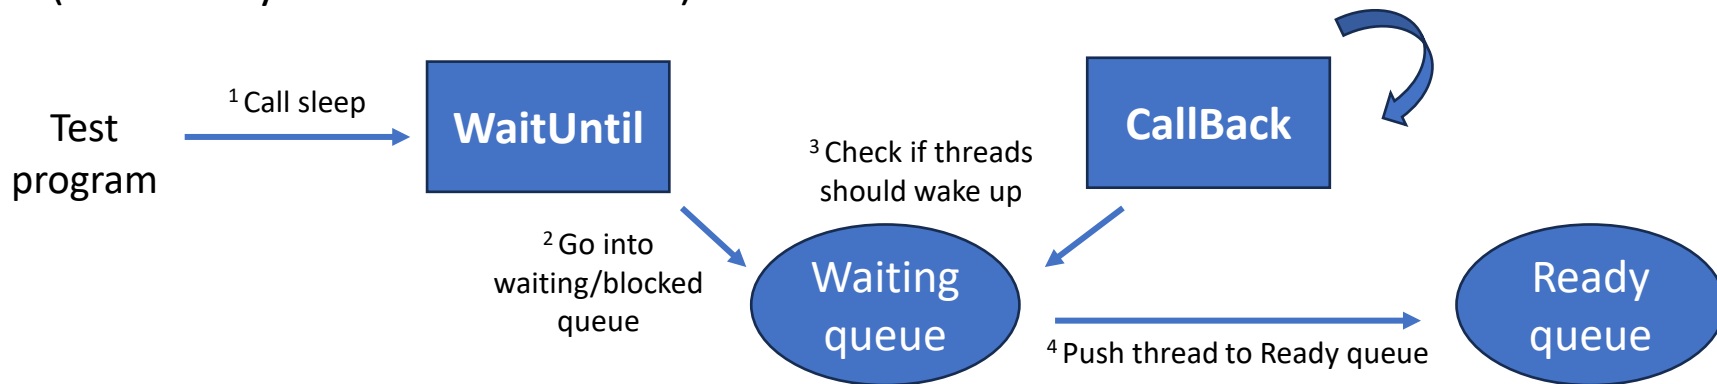 Test
program
1 Call sleep
WaitUntil
2 Go into
waiting/blocked
queue
3 Check if threads
should wake up
CallBack
Waiting
queue
4 Push thread to Ready queue
Ready
queue